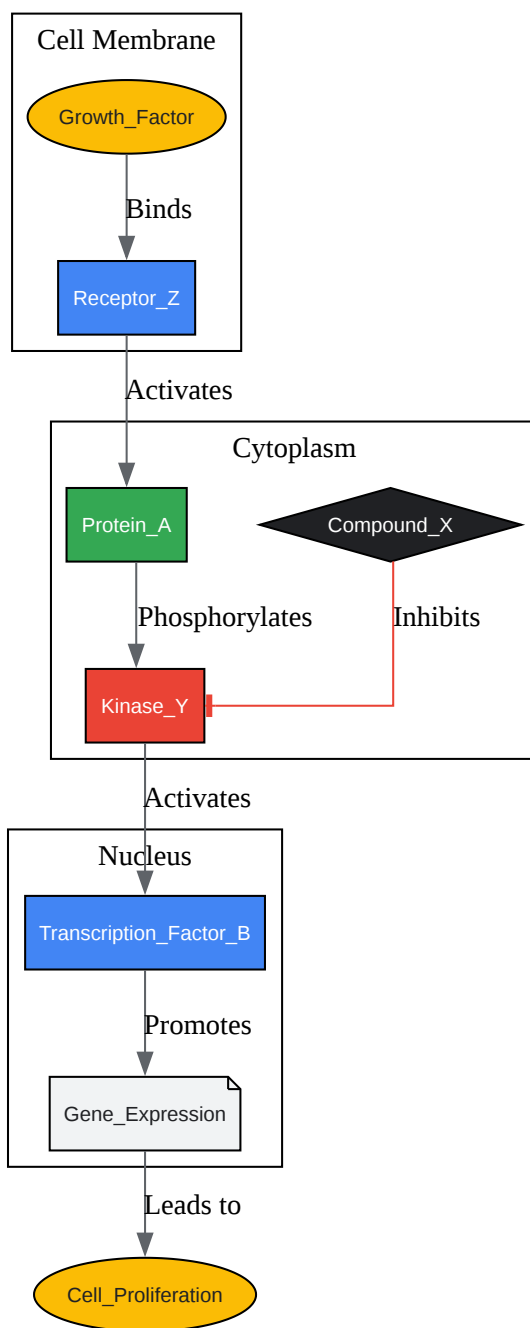 Cell Membrane
Growth_Factor
Binds
Receptor_Z
Activates
Cytoplasm
Protein_A
Compound_X
Phosphorylates
Inhibits
Kinase_Y
Activates
Nucleus
Transcription_Factor_B
Promotes
Gene_Expression
Leads to
Cell_Proliferation